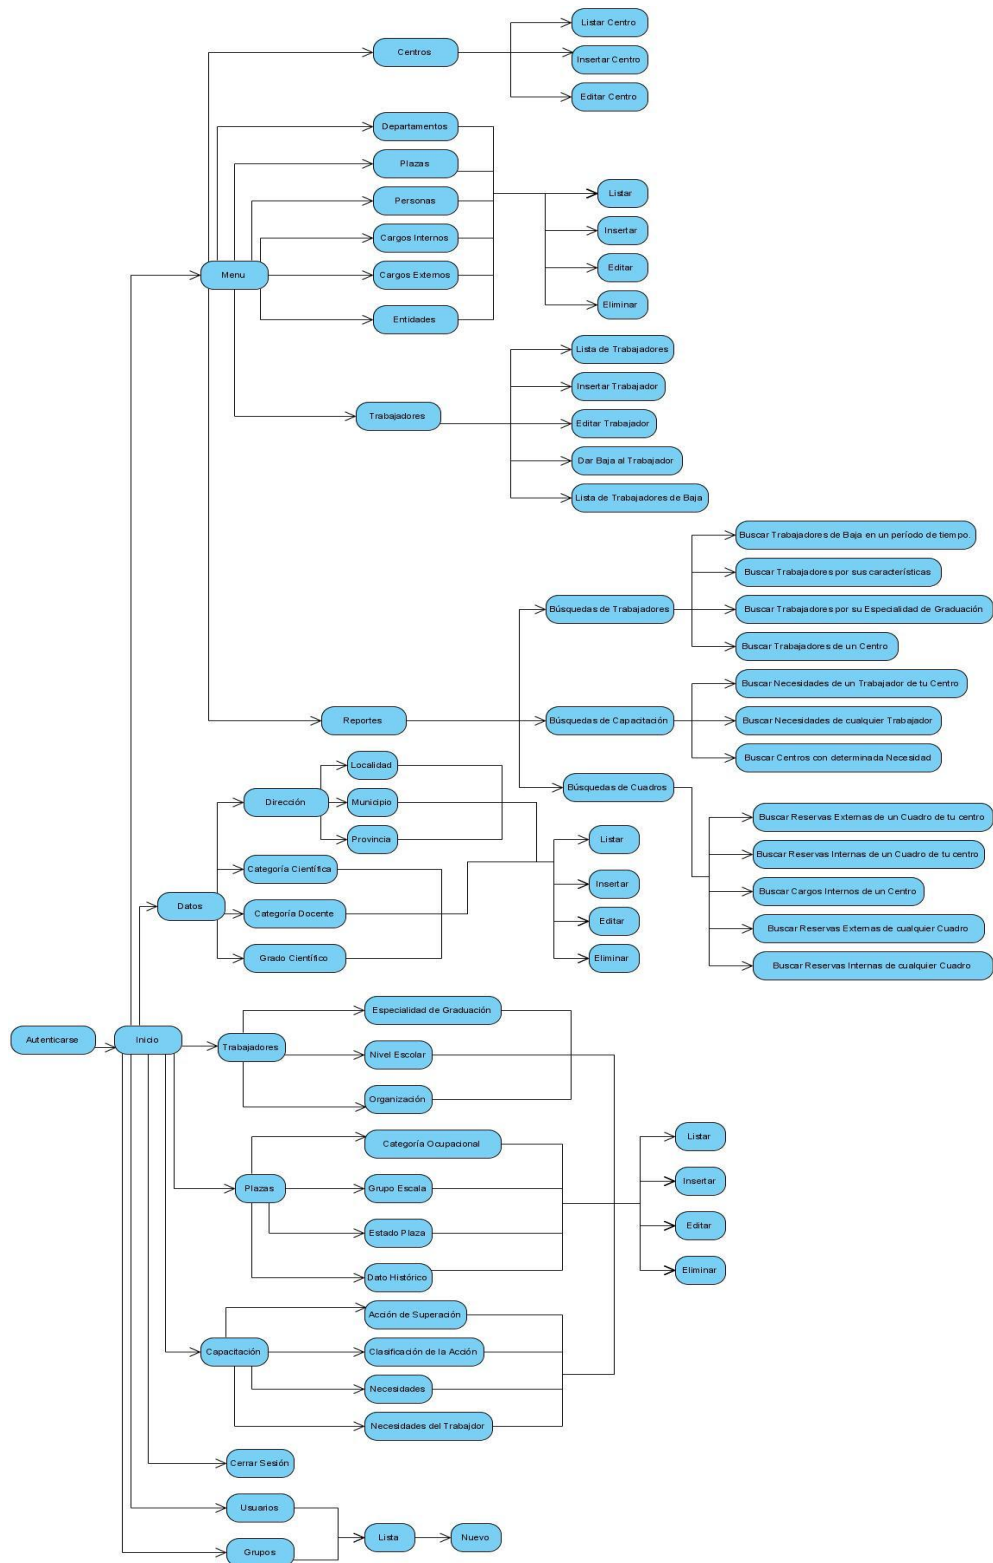 Listar Centro
Centros
Insertar Centro
Editar Centro
Departamentos
Plazas
Listar
Personas
Insertar
Cargos Internos
Editar
Menu
Cargos Externos
Eliminar
Entidades
Lista de Trabajadores
Insertar Trabajador
Trabajadores
Editar Trabajador
Dar Baja al Trabajador
Lista de Trabajadores de Baja
Buscar Trabajadores de Baja en un período de tiempo.
Buscar Trabajadores por sus características
Búsquedas de Trabajadores
Buscar Trabajadores por su Especialidad de Graduación
Buscar Trabajadores de un Centro
Buscar Necesidades de un Trabajador de tu Centro
Reportes
Búsquedas de Capacitación
Buscar Necesidades de cualquier Trabajador
Buscar Centros con determinada Necesidad
Localidad
Búsquedas de Cuadros
Dirección
Municipio
Buscar Reservas Externas de un Cuadro de tu centro
Provincia
Listar
Buscar Reservas Internas de un Cuadro de tu centro
Categoría Científica
Insertar
Buscar Cargos Internos de un Centro
Datos
Categoría Docente
Editar
Buscar Reservas Externas de cualquier Cuadro
Grado Científico
Eliminar
Buscar Reservas Internas de cualquier Cuadro
Especialidad de Graduación
Autenticarse
Inicio
Trabajadores
Nivel Escolar
Organización
Categoría Ocupacional
Listar
Plazas
Grupo Escala
Insertar
Estado Plaza
Editar
Dato Histórico
Eliminar
Acción de Superación
Capacitación
Clasificación de la Acción
Necesidades
Necesidades del Trabajdor
Cerrar Sesión
Usuarios
Lista
Nuevo
Grupos